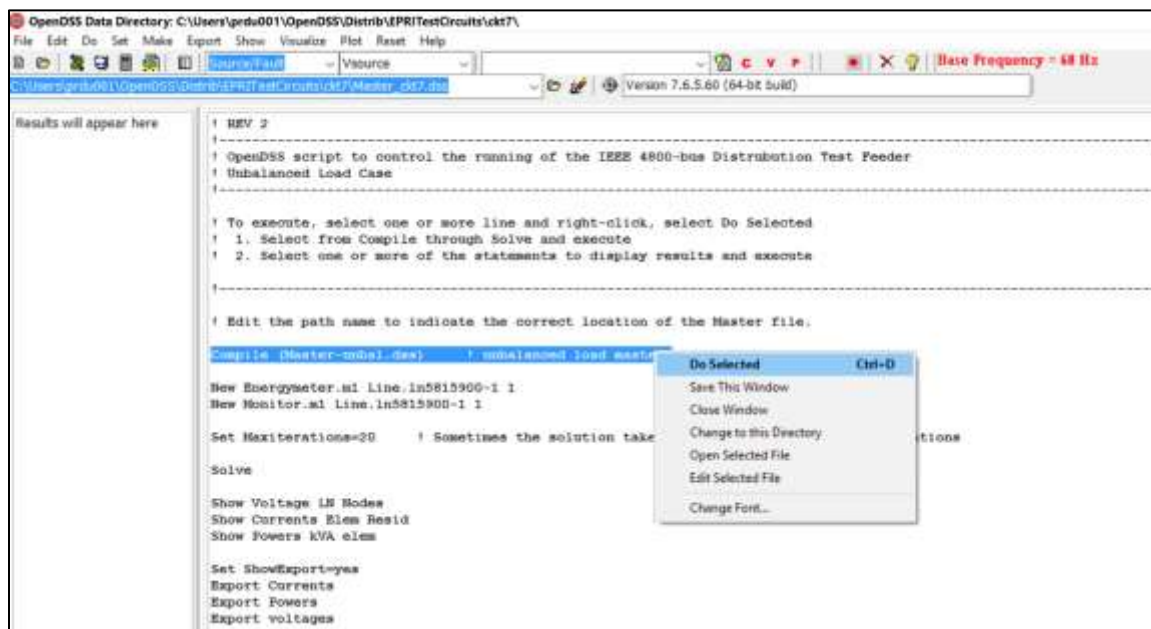 OpenDSS Data Directory: C:\Users\prdu001\OpenDSS\Distrib\EPRITestCircuits\ckt7\
File Edit Do Set Make Export Show Visualize Plot Reset Help
Source/Fault Vsource C V P Base Frequency = 60 Hz
C:\Users\prdu001\OpenDSS\Distrib\EPRITestCircuits\ckt7\Master_ckt7.dss Version 7.6.5.60 (64-bit build)
Results will appear here
! REV 2
!-----
! OpenDSS script to control the running of the IEEE 4800-bus Distrubution Test Feeder
! Unbalanced Load Case
!-----
! To execute, select one or more line and right-click, select Do Selected
! 1. Select from Compile through Solve and execute
! 2. Select one or more of the statements to display results and execute
!-----
! Edit the path name to indicate the correct location of the Master file.
Compile (Master-unbal.dss) ! unbalanced load master
New Energymeter.m1 Line.ln5815900-1 1
New Monitor.m1 Line.ln5815900-1 1
Set Maxiterations=20 ! Sometimes the solution take
Solve
Show Voltage LN Nodes
Show Currents Elem Resid
Show Powers kVA elem
Set ShowExport=yes
Export Currents
Export Powers
Export voltages
Do Selected Ctrl+D
Save This Window
Close Window
Change to this Directory
Open Selected File
Edit Selected File
Change Font...
tions